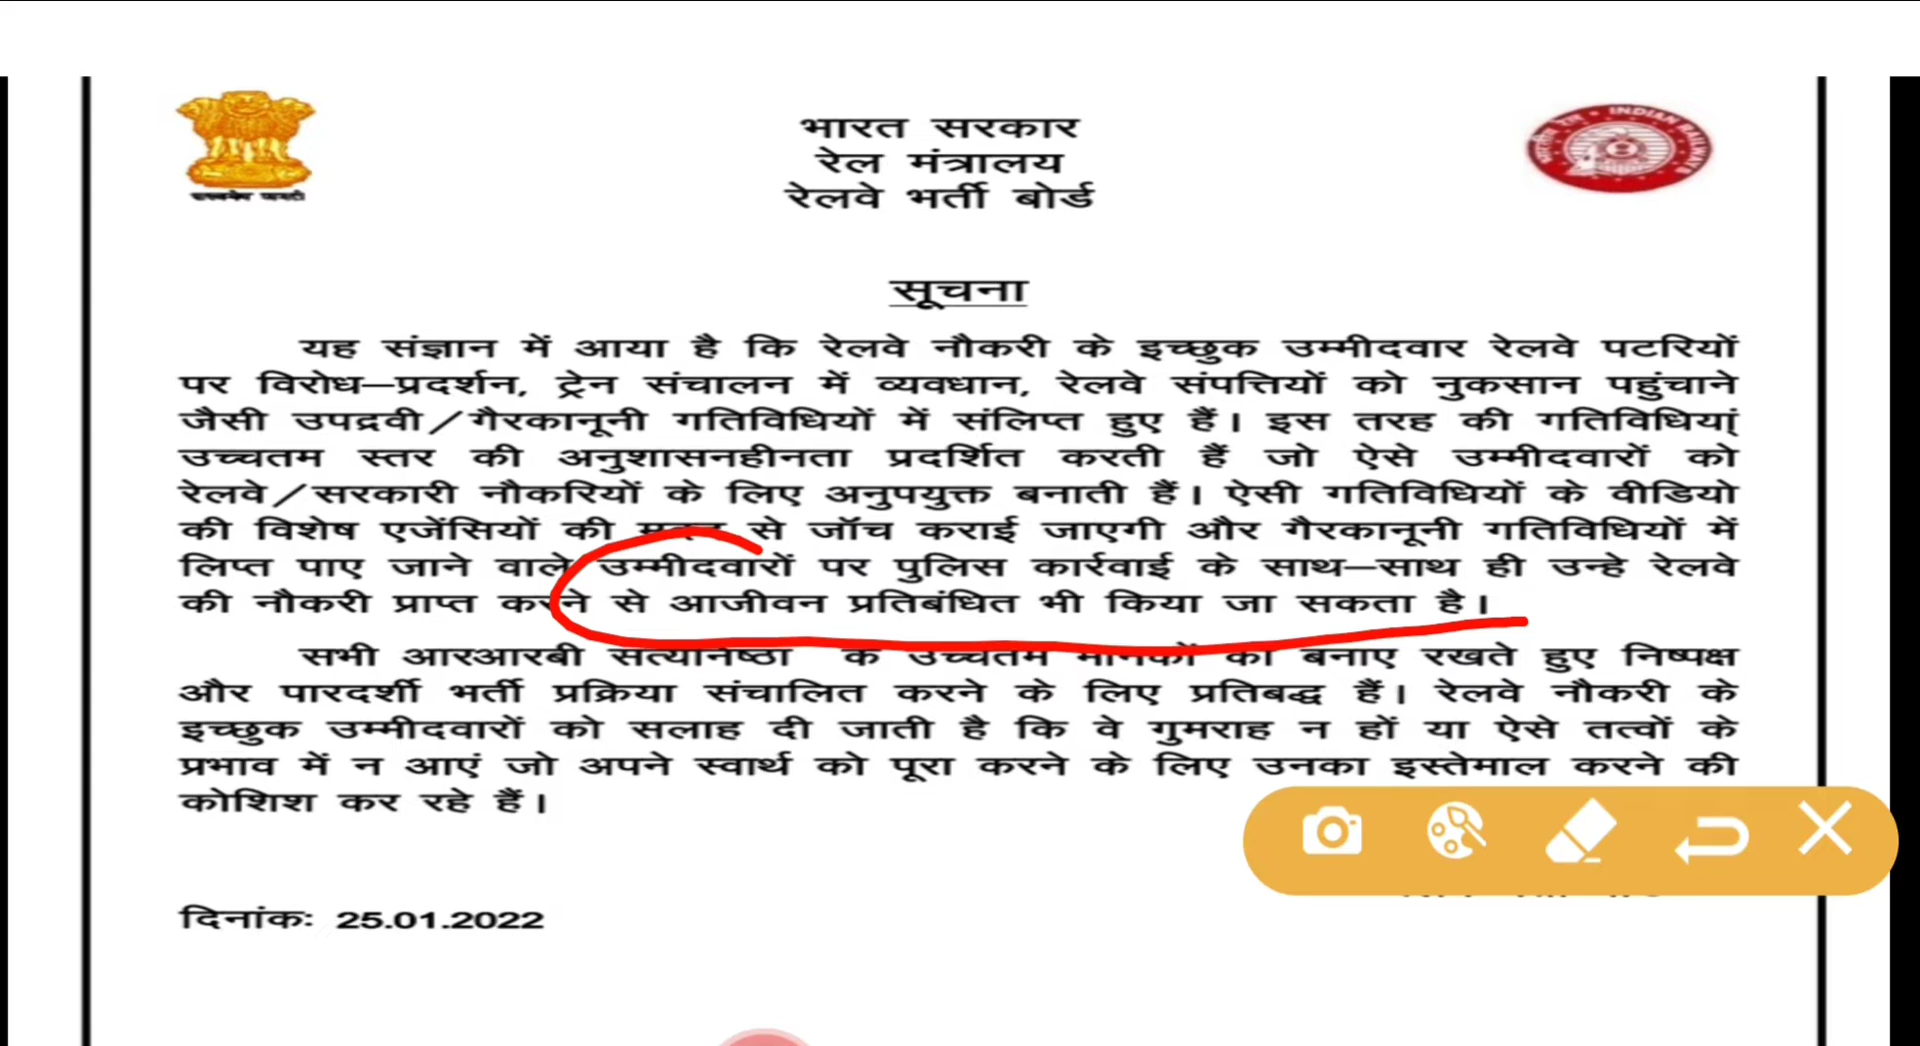 भारत सरकार
रेल मंत्रालय
रेलवे भर्ती बोर्ड
INDIAN RAILWAYS
सूचना
यह संज्ञान में आया है कि रेलवे नौकरी के इच्छुक उम्मीदवार रेलवे पटरियों
पर विरोध–प्रदर्शन, ट्रेन संचालन में व्यवधान, रेलवे संपत्तियों को नुकसान पहुंचाने
जैसी उपद्रवी/गैरकानूनी गतिविधियों में संलिप्त हुए हैं। इस तरह की गतिविधियां
उच्चतम स्तर की अनुशासनहीनता प्रदर्शित करती हैं जो ऐसे उम्मीदवारों को
रेलवे/सरकारी नौकरियों के लिए अनुपयुक्त बनाती हैं। ऐसी गतिविधियों के वीडियो
की विशेष एजेंसियों की मदद से जॉच कराई जाएगी और गैरकानूनी गतिविधियों में
लिप्त पाए जाने वाले उम्मीदवारों पर पुलिस कार्रवाई के साथ–साथ ही उन्हे रेलवे
की नौकरी प्राप्त करने से आजीवन प्रतिबंधित भी किया जा सकता है।
सभी आरआरबी सत्यनिष्ठा के उच्चतम मानकों को बनाए रखते हुए निष्पक्ष
और पारदर्शी भर्ती प्रक्रिया संचालित करने के लिए प्रतिबद्ध हैं। रेलवे नौकरी के
इच्छुक उम्मीदवारों को सलाह दी जाती है कि वे गुमराह न हों या ऐसे तत्वों के
प्रभाव में न आएं जो अपने स्वार्थ को पूरा करने के लिए उनका इस्तेमाल करने की
कोशिश कर रहे हैं।
दिनांकः 25.01.2022